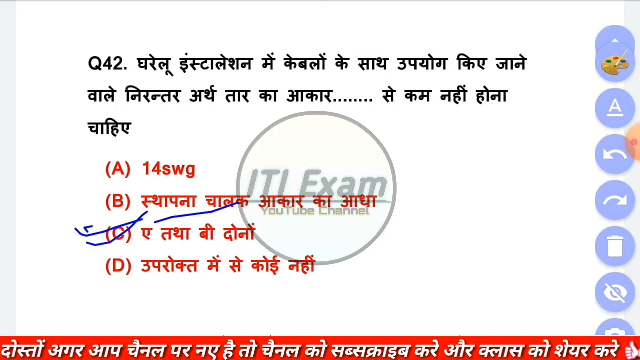 Q42. घरेलू इंस्टालेशन में केबलों के साथ उपयोग किए जाने
वाले निरन्तर अर्थ तार का आकार........ से कम नहीं होना
चाहिए
(A) 14swg
(B) स्थापना चालक आकार का आधा
(C) ए तथा बी दोनों
(D) उपरोक्त में से कोई नहीं
ITI Exam
YouTube Channel
A
दोस्तों अगर आप चैनल पर नए है तो चैनल को सब्सक्राइब करे और क्लास को शेयर करे